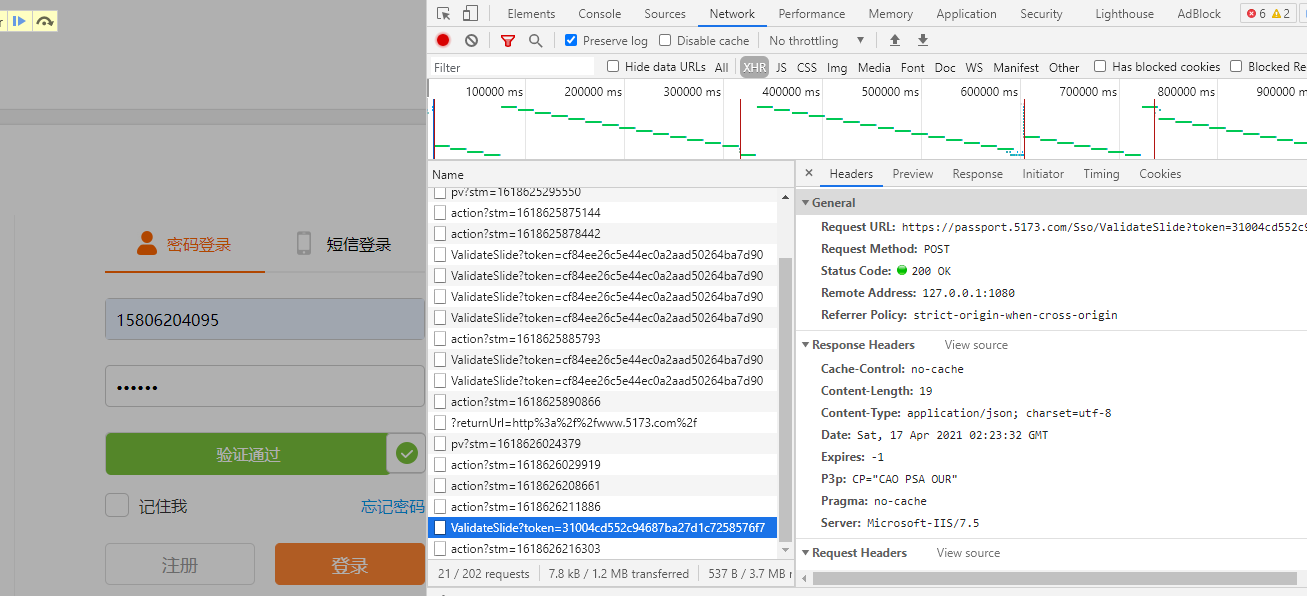 r
密码登录
短信登录
15806204095
••••••
验证通过
记住我
忘记密码
注册
登录
Elements Console Sources Network Performance Memory Application Security Lighthouse AdBlock 6 2
Preserve log Disable cache No throttling
Filter Hide data URLs All XHR JS CSS Img Media Font Doc WS Manifest Other Has blocked cookies Blocked Re
100000 ms 200000 ms 300000 ms 400000 ms 500000 ms 600000 ms 700000 ms 800000 ms 900000 m
Name
pv?stm=1618625295550
action?stm=1618625875144
action?stm=1618625878442
ValidateSlide?token=cf84ee26c5e44ec0a2aad50264ba7d90
ValidateSlide?token=cf84ee26c5e44ec0a2aad50264ba7d90
ValidateSlide?token=cf84ee26c5e44ec0a2aad50264ba7d90
ValidateSlide?token=cf84ee26c5e44ec0a2aad50264ba7d90
action?stm=1618625885793
ValidateSlide?token=cf84ee26c5e44ec0a2aad50264ba7d90
ValidateSlide?token=cf84ee26c5e44ec0a2aad50264ba7d90
action?stm=1618625890866
?returnUrl=http%3a%2f%2fwww.5173.com%2f
pv?stm=1618626024379
action?stm=1618626029919
action?stm=1618626208661
action?stm=1618626211886
ValidateSlide?token=31004cd552c94687ba27d1c7258576f7
action?stm=1618626216303
21 / 202 requests 7.8 kB / 1.2 MB transferred 537 B / 3.7 MB r
× Headers Preview Response Initiator Timing Cookies
General
Request URL: https://passport.5173.com/Sso/ValidateSlide?token=31004cd552c9
Request Method: POST
Status Code: 200 OK
Remote Address: 127.0.0.1:1080
Referrer Policy: strict-origin-when-cross-origin
Response Headers View source
Cache-Control: no-cache
Content-Length: 19
Content-Type: application/json; charset=utf-8
Date: Sat, 17 Apr 2021 02:23:32 GMT
Expires: -1
P3p: CP="CAO PSA OUR"
Pragma: no-cache
Server: Microsoft-IIS/7.5
Request Headers View source